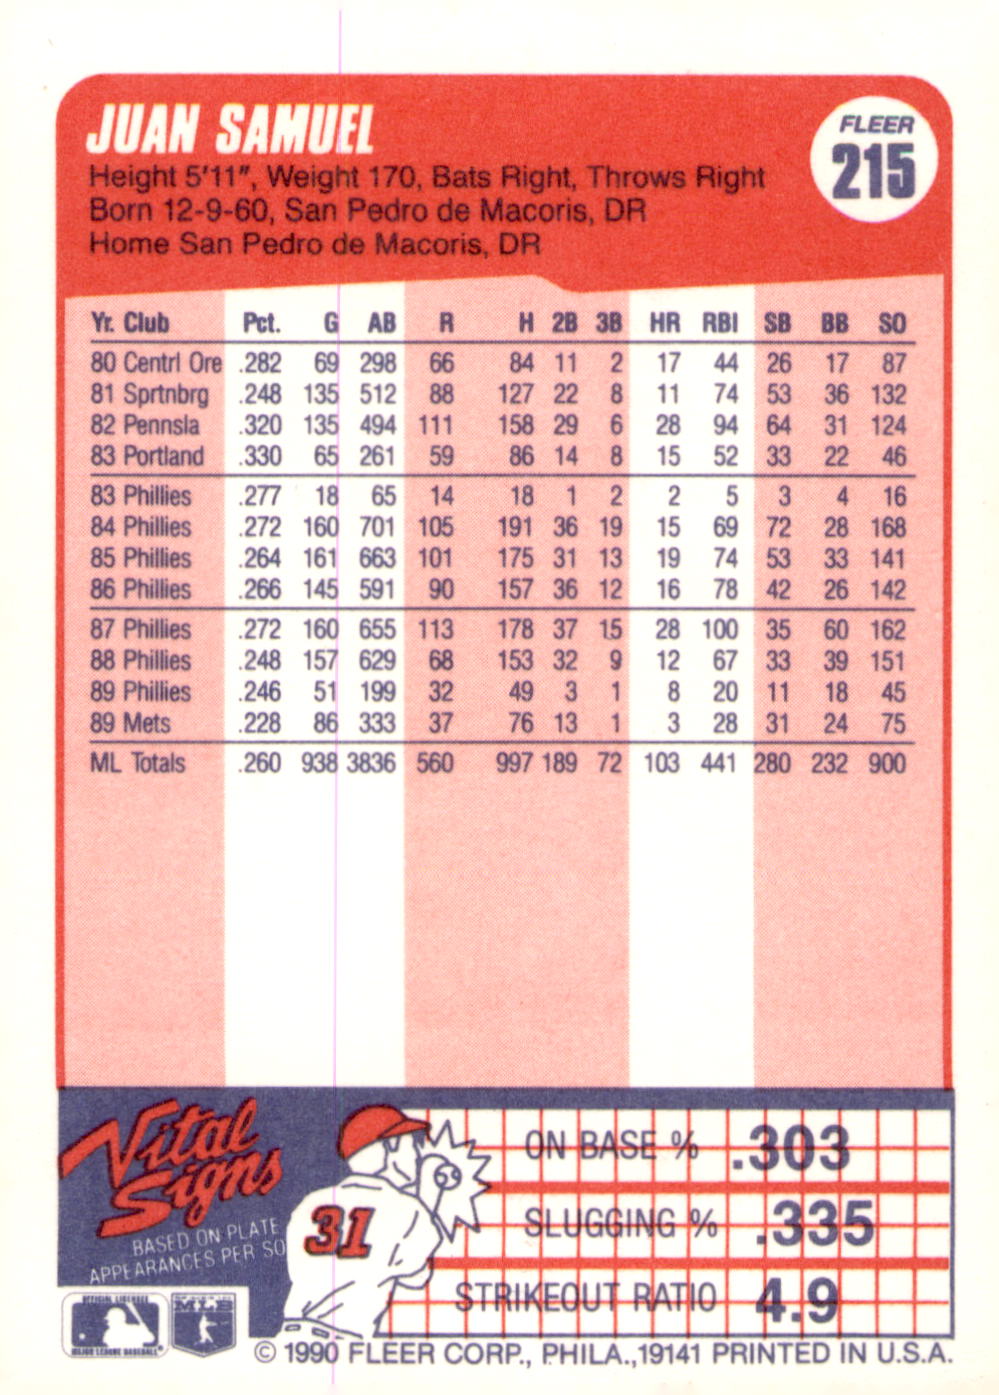 JUAN SAMUEL
FLEER
215
Height 5'11", Weight 170, Bats Right, Throws Right
Born 12-9-60, San Pedro de Macoris, DR
Home San Pedro de Macoris, DR
Yr. Club Pct. G AB R H 2B 3B HR RBI SB BB SO
80 Centrl Ore .282 69 298 66 84 11 2 17 44 26 17 87
81 Sprtnbrg .248 135 512 88 127 22 8 11 74 53 36 132
82 Pennsla .320 135 494 111 158 29 6 28 94 64 31 124
83 Portland .330 65 261 59 86 14 8 15 52 33 22 46
83 Phillies .277 18 65 14 18 1 2 2 5 3 4 16
84 Phillies .272 160 701 105 191 36 19 15 69 72 28 168
85 Phillies .264 161 663 101 175 31 13 19 74 53 33 141
86 Phillies .266 145 591 90 157 36 12 16 78 42 26 142
87 Phillies .272 160 655 113 178 37 15 28 100 35 60 162
88 Phillies .248 157 629 68 153 32 9 12 67 33 39 151
89 Phillies .246 51 199 32 49 3 1 8 20 11 18 45
89 Mets .228 86 333 37 76 13 1 3 28 31 24 75
ML Totals .260 938 3836 560 997 189 72 103 441 280 232 900
Vital
Signs
BASED ON PLATE
APPEARANCES PER SO
31
ON BASE % .303
SLUGGING % .335
STRIKEOUT RATIO 4.9
OFFICIAL LICENSEE
MAJOR LEAGUE BASEBALL
MLB
© 1990 FLEER CORP., PHILA.,19141 PRINTED IN U.S.A.